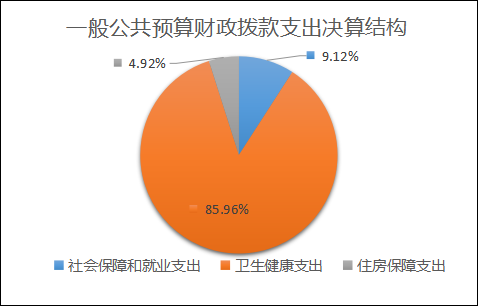 一般公共预算财政拨款支出决算结构
4.92%
9.12%
85.96%
社会保障和就业支出 卫生健康支出 住房保障支出